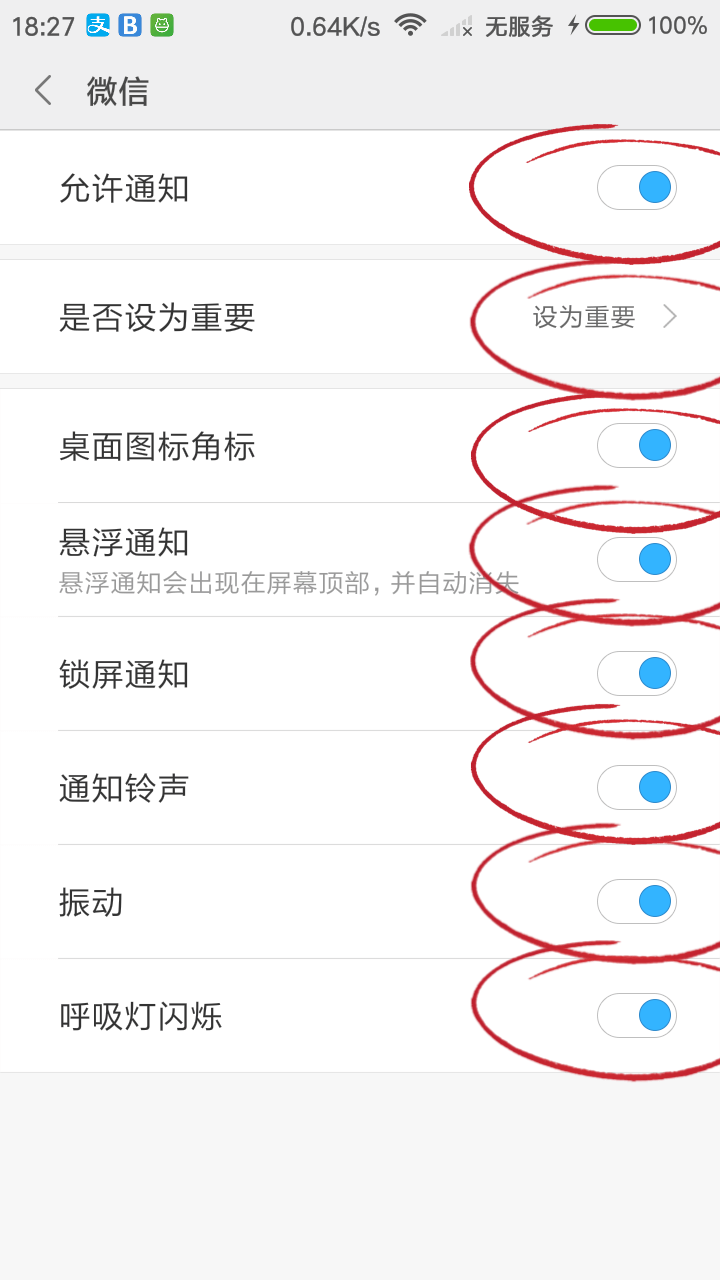 18:27 支 B 0.64K/s 无服务 100%
微信
允许通知
是否设为重要 设为重要
桌面图标角标
悬浮通知
悬浮通知会出现在屏幕顶部，并自动消失
锁屏通知
通知铃声
振动
呼吸灯闪烁